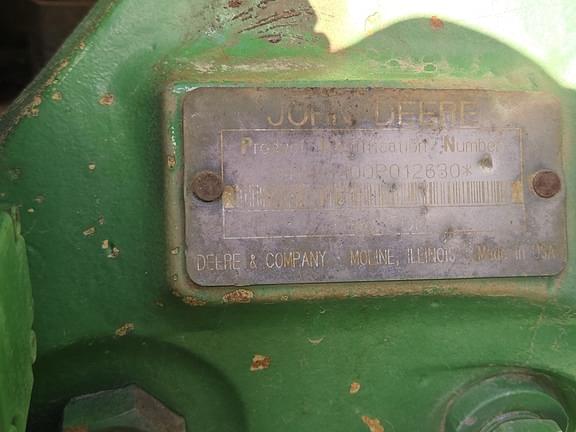 JOHN DEERE
Product Identification Number
00P012630*
DEERE & COMPANY MOLINE, ILLINOIS Made in USA